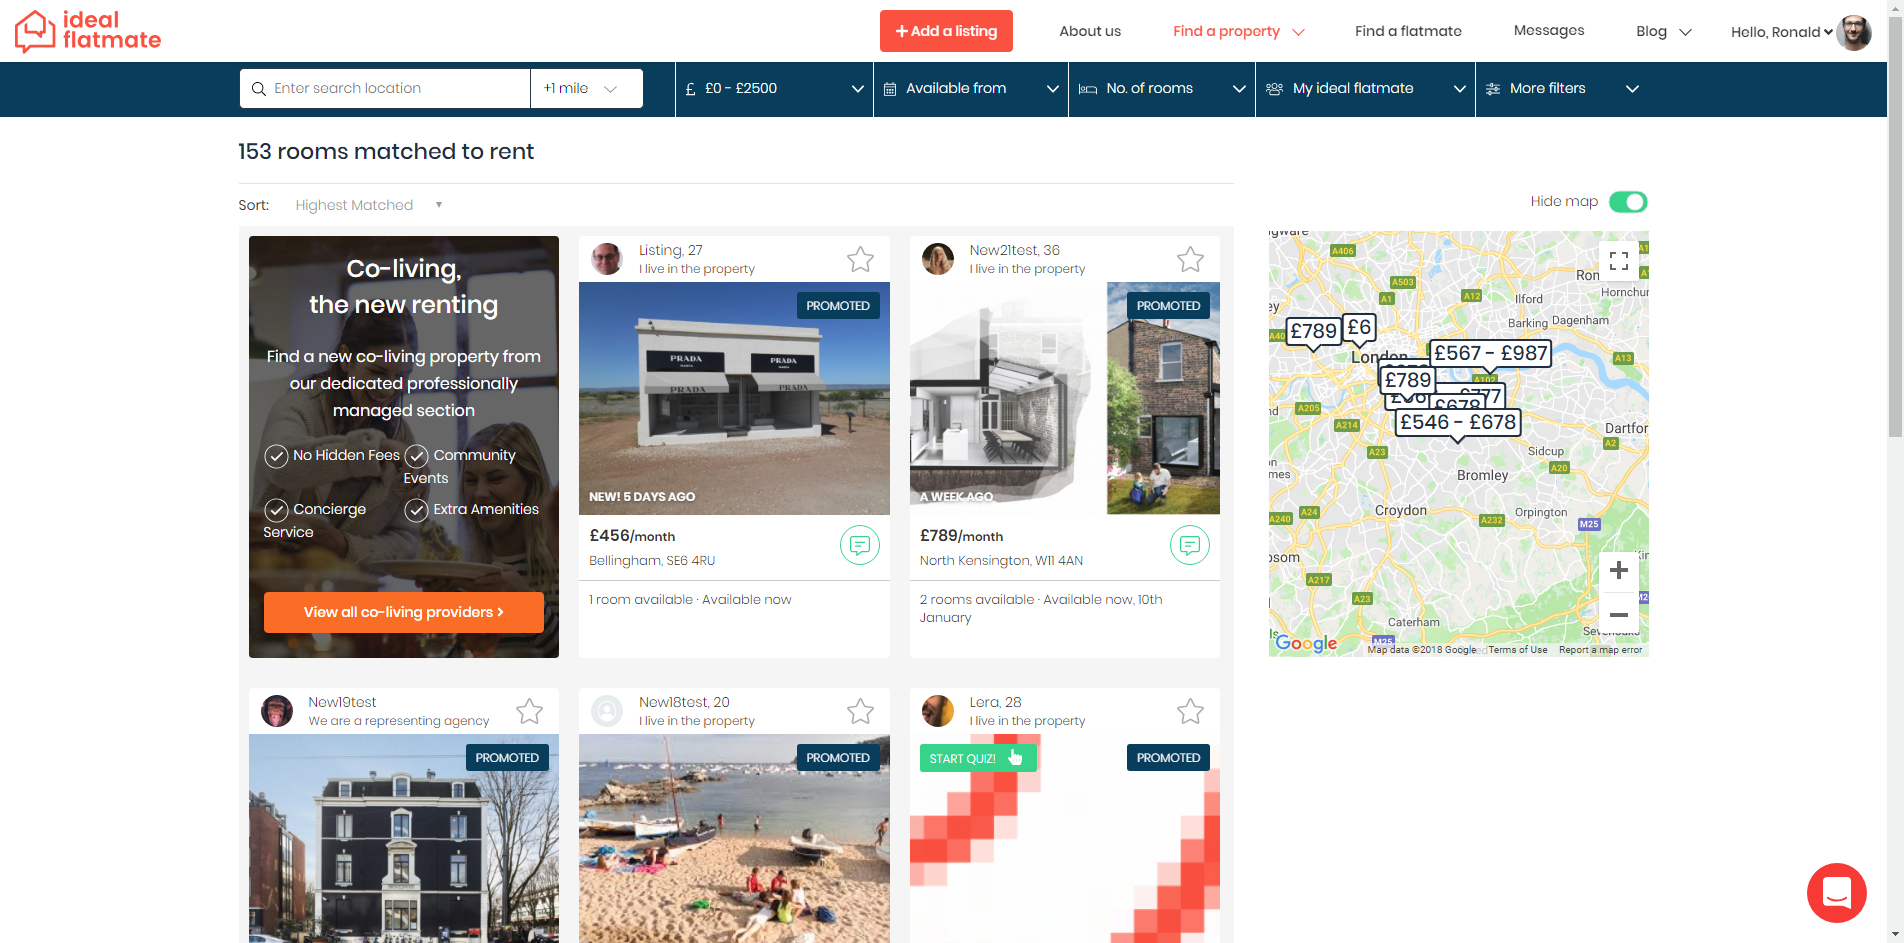 ideal
flatmate
+ Add a listing
About us
Find a property
Find a flatmate
Messages
Blog
Hello, Ronald
Enter search location
+1 mile
£ £0 - £2500
Available from
No. of rooms
My ideal flatmate
More filters
153 rooms matched to rent
Sort: Highest Matched
Hide map
Co-living,
the new renting
Find a new co-living property from
our dedicated professionally
managed section
No Hidden Fees
Community
Events
Concierge
Service
Extra Amenities
View all co-living providers
Listing, 27
I live in the property
PROMOTED
PRADA
PRADA
NEW! 5 DAYS AGO
£456/month
Bellingham, SE6 4RU
1 room available · Available now
New21test, 36
I live in the property
PROMOTED
A WEEK AGO
£789/month
North Kensington, W11 4AN
2 rooms available · Available now, 10th
January
New19test
We are a representing agency
PROMOTED
New18test, 20
I live in the property
PROMOTED
Lera, 28
I live in the property
START QUIZ!
PROMOTED
A406
A503
A1
A12
Ilford
Hornchur
Barking
Dagenham
£789
£6
London
£567 - £987
A13
£789
A102
£777
£678
£546 - £678
A205
A214
A23
Dartfor
A2
Sidcup
A20
Bromley
Croydon
Orpington
A24
A240
A232
M25
A217
A23
Caterham
M25
Google
Map data ©2018 Google
Terms of Use
Report a map error